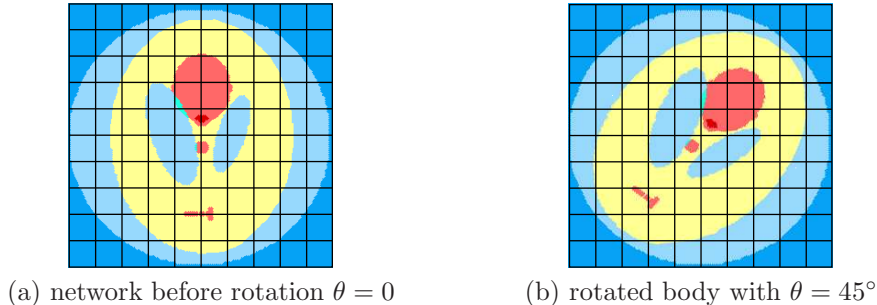 (a) network before rotation θ = 0
(b) rotated body with θ = 45°